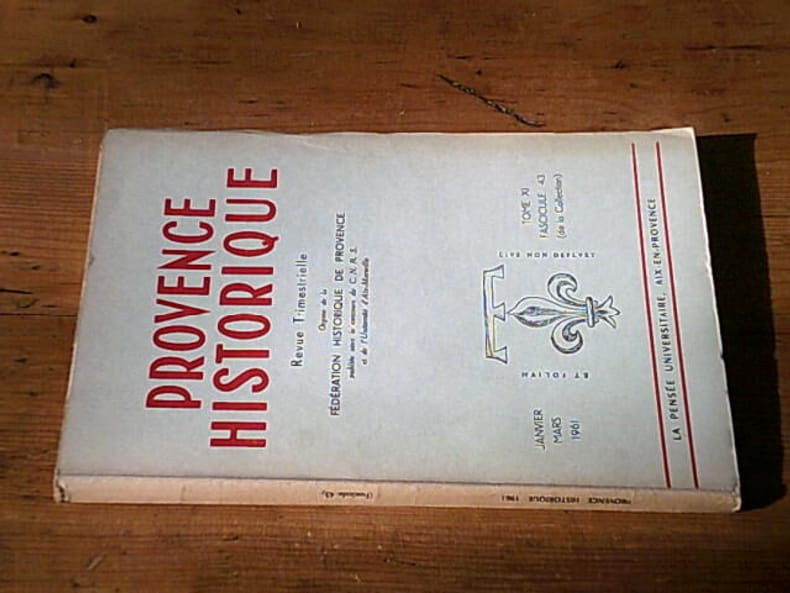 PROVENCE
HISTORIQUE
Revue Trimestrielle
Organe de la
FÉDÉRATION HISTORIQUE DE PROVENCE
publiée avec le concours du C. N. R. S.
et de l'Université d'Aix-Marseille
JANVIER
MARS
1961
ET FOLIVM
EIVS NON DEFLVET
TOME XI
FASCICULE 43
(de la Collection)
LA PENSÉE UNIVERSITAIRE, AIX-EN-PROVENCE
PROVENCE HISTORIQUE 1961
(Fascicule 43)